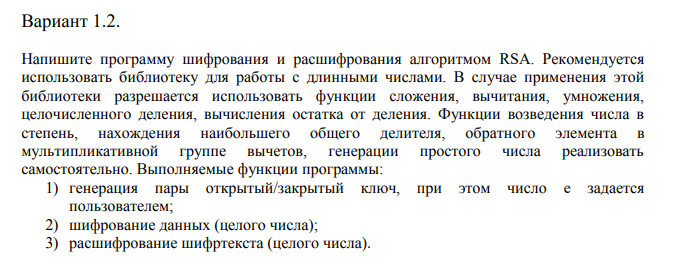 Вариант 1.2.
Напишите программу шифрования и расшифрования алгоритмом RSA. Рекомендуется
использовать библиотеку для работы с длинными числами. В случае применения этой
библиотеки разрешается использовать функции сложения, вычитания, умножения,
целочисленного деления, вычисления остатка от деления. Функции возведения числа в
степень, нахождения наибольшего общего делителя, обратного элемента в
мультипликативной группе вычетов, генерации простого числа реализовать
самостоятельно. Выполняемые функции программы:
1) генерация пары открытый/закрытый ключ, при этом число е задается
пользователем;
2) шифрование данных (целого числа);
3) расшифрование шифртекста (целого числа).